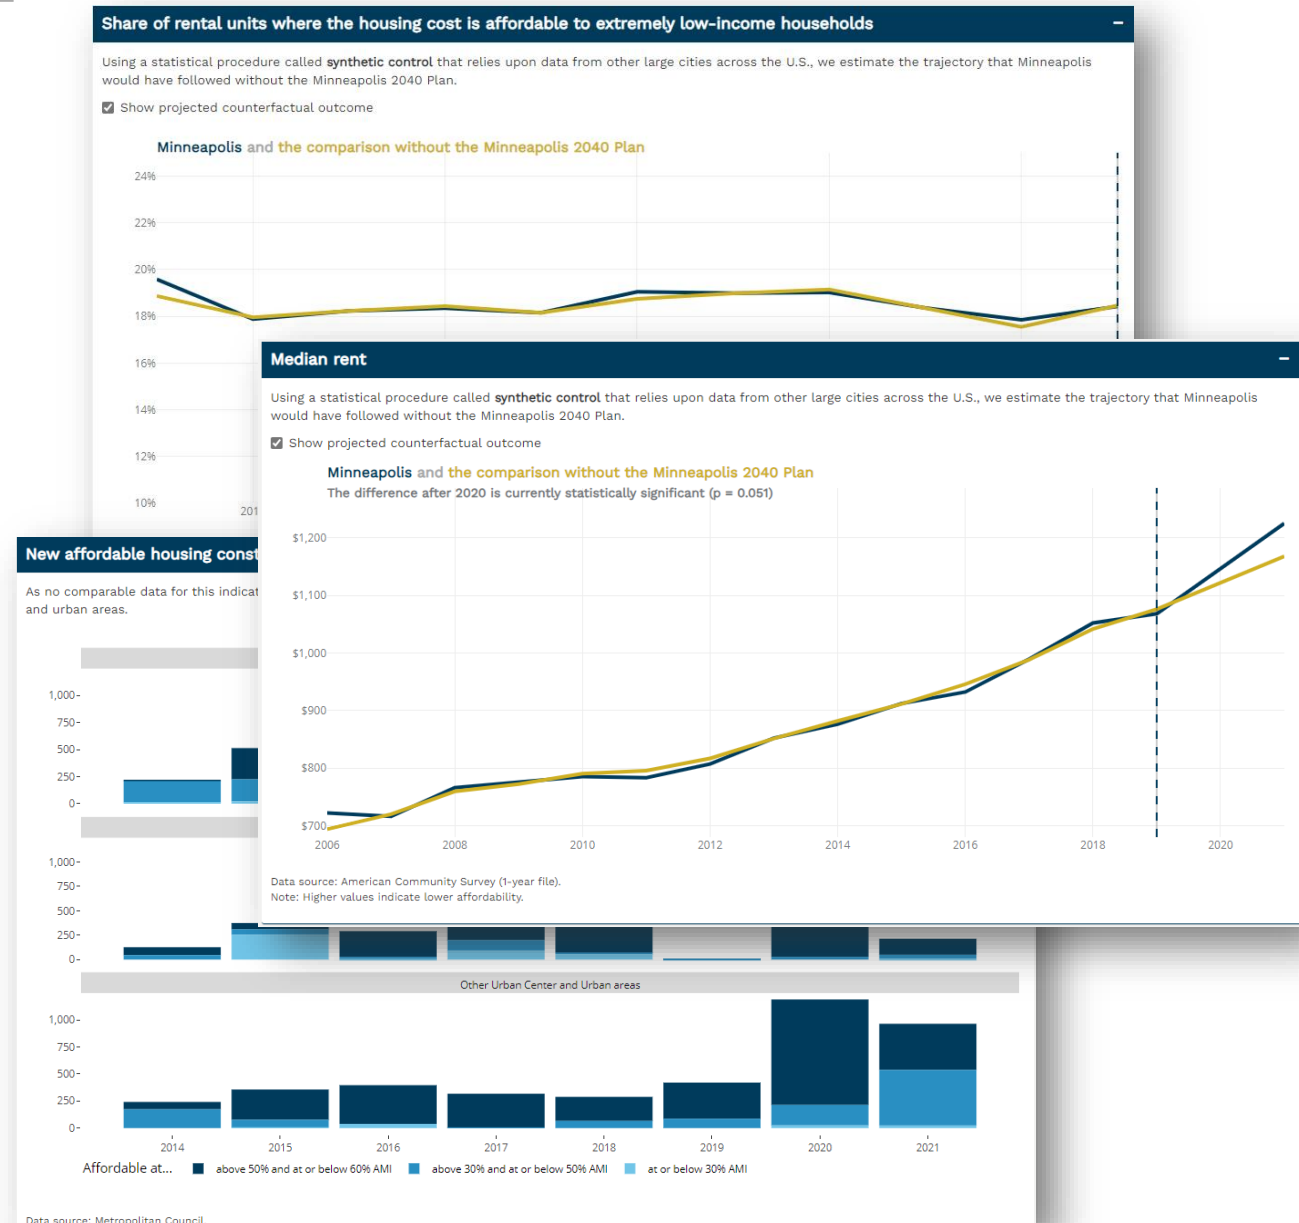 Share of rental units where the housing cost is affordable to extremely low-income households
Using a statistical procedure called synthetic control that relies upon data from other large cities across the U.S., we estimate the trajectory that Minneapolis
would have followed without the Minneapolis 2040 Plan.
Show projected counterfactual outcome
Minneapolis and the comparison without the Minneapolis 2040 Plan
24%
22%
20%
18%
16%
14%
12%
10%
201
Median rent
Using a statistical procedure called synthetic control that relies upon data from other large cities across the U.S., we estimate the trajectory that Minneapolis
would have followed without the Minneapolis 2040 Plan.
Show projected counterfactual outcome
Minneapolis and the comparison without the Minneapolis 2040 Plan
The difference after 2020 is currently statistically significant (p = 0.051)
$1,200
$1,100
$1,000
$900
$800
$700
2006 2008 2010 2012 2014 2016 2018 2020
Data source: American Community Survey (1-year file).
Note: Higher values indicate lower affordability.
New affordable housing const
As no comparable data for this indicat
and urban areas.
1,000
750
500
250
0
1,000
750
500
250
0
Other Urban Center and Urban areas
1,000
750
500
250
0
2014 2015 2016 2017 2018 2019 2020 2021
Affordable at... above 50% and at or below 60% AMI above 30% and at or below 50% AMI at or below 30% AMI
Data source: Metropolitan Council